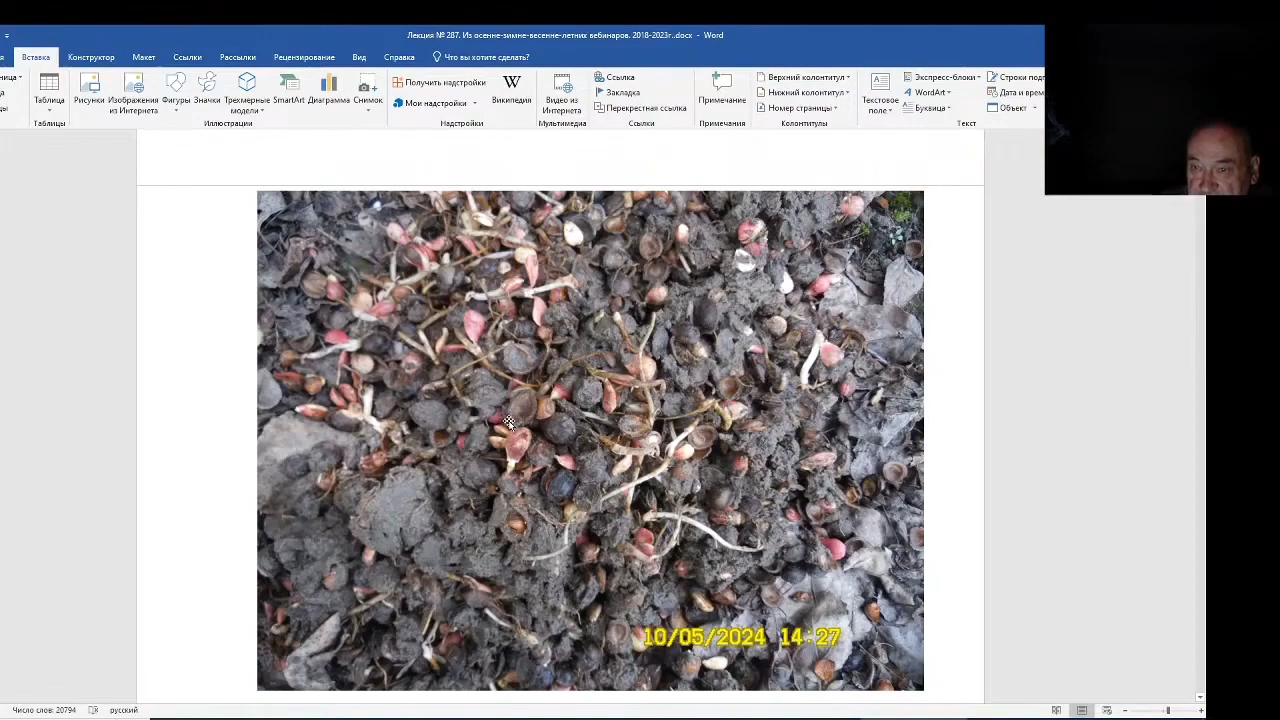 Лекция № 287. Из осенне-зимне-весенне-летних вебинаров. 2018-2023г..docx - Word
Вставка Конструктор Макет Ссылки Рассылки Рецензирование Вид Справка Что вы хотите сделать?
Таблица
Таблицы
Рисунки
Изображения из Интернета
Фигуры
Значки
Трехмерные модели
SmartArt
Диаграмма
Снимок
Иллюстрации
Получить надстройки
Мои надстройки
Википедия
Надстройки
Видео из Интернета
Мультимедиа
Ссылка
Закладка
Перекрестная ссылка
Ссылки
Примечание
Примечания
Верхний колонтитул
Нижний колонтитул
Номер страницы
Колонтитулы
Текстовое поле
Экспресс-блоки
WordArt
Буквица
Строки под
Дата и врем
Объект
Текст
10/05/2024 14:27
Число слов: 20794 русский